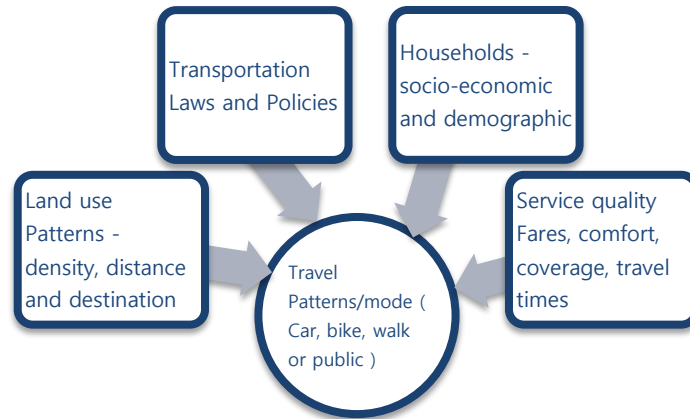 Transportation
Laws and Policies
Households -
socio-economic
and demographic
Land use
Patterns -
density, distance
and destination
Service quality
Fares, comfort,
coverage, travel
times
Travel
Patterns/mode (
Car, bike, walk
or public )